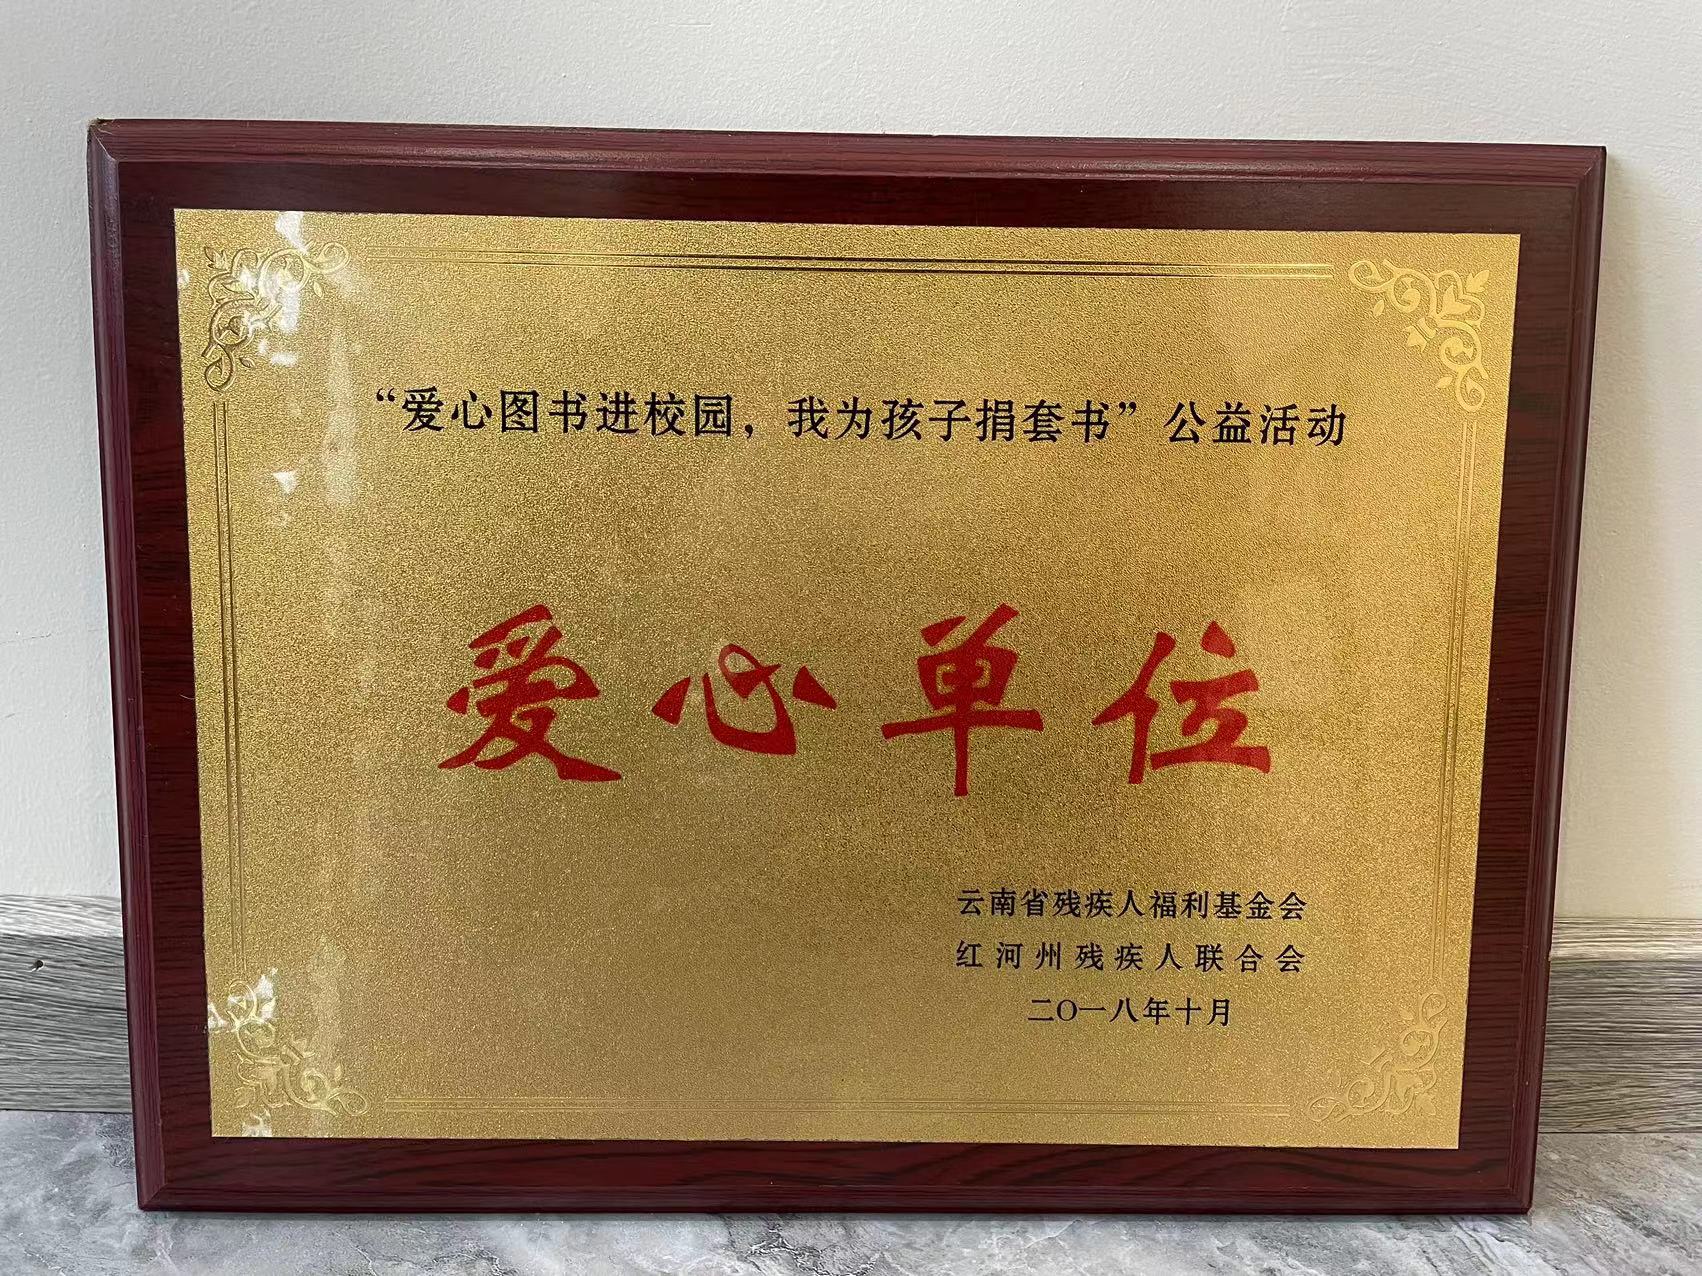 “爱心图书进校园，我为孩子捐套书”公益活动
爱心单位
云南省残疾人福利基金会
红河州残疾人联合会
二〇一八年十月